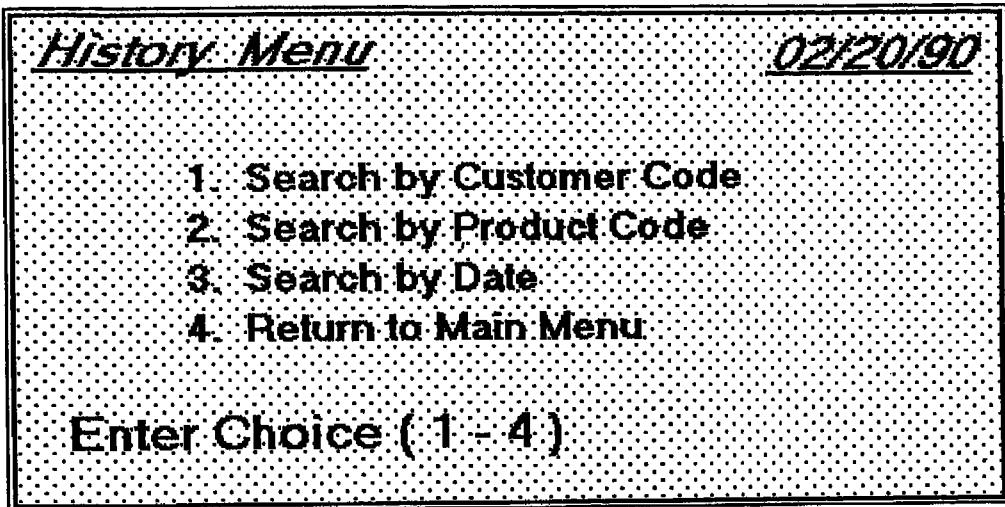 History Menu 02/20/90
1. Search by Customer Code
2. Search by Product Code
3. Search by Date
4. Return to Main Menu
Enter Choice ( 1 - 4 )